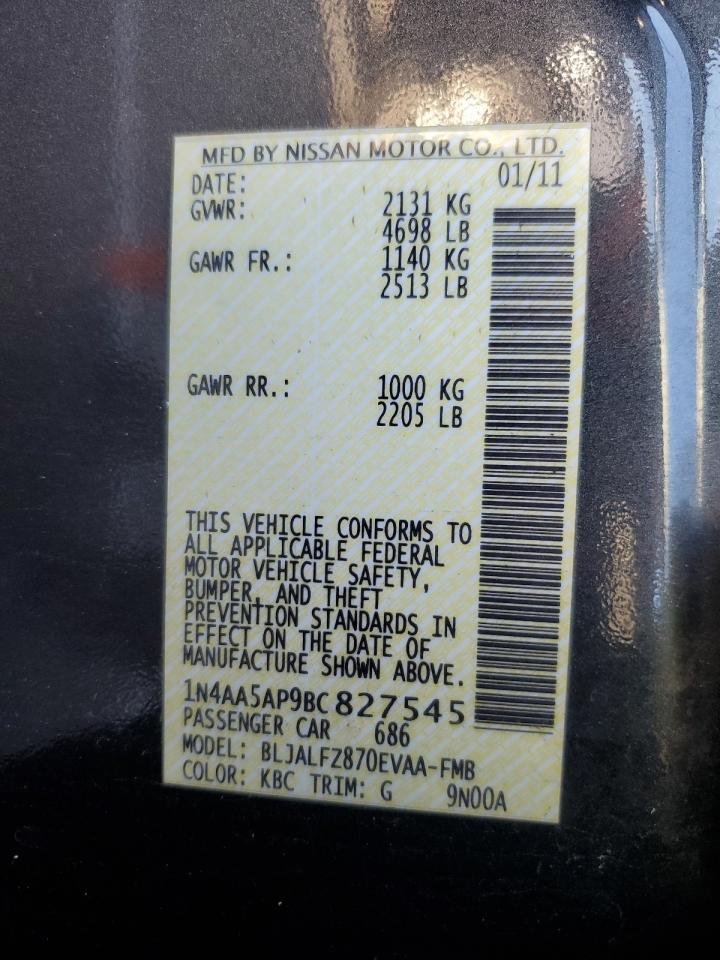 MFD BY NISSAN MOTOR CO., LTD.
DATE: 01/11
GVWR: 2131 KG
4698 LB
GAWR FR.: 1140 KG
2513 LB
GAWR RR.: 1000 KG
2205 LB
THIS VEHICLE CONFORMS TO
ALL APPLICABLE FEDERAL
MOTOR VEHICLE SAFETY,
BUMPER, AND THEFT
PREVENTION STANDARDS IN
EFFECT ON THE DATE OF
MANUFACTURE SHOWN ABOVE.
1N4AA5AP9BC827545
PASSENGER CAR 686
MODEL: BLJALFZ870EVAA-FMB
COLOR: KBC TRIM: G 9N00A